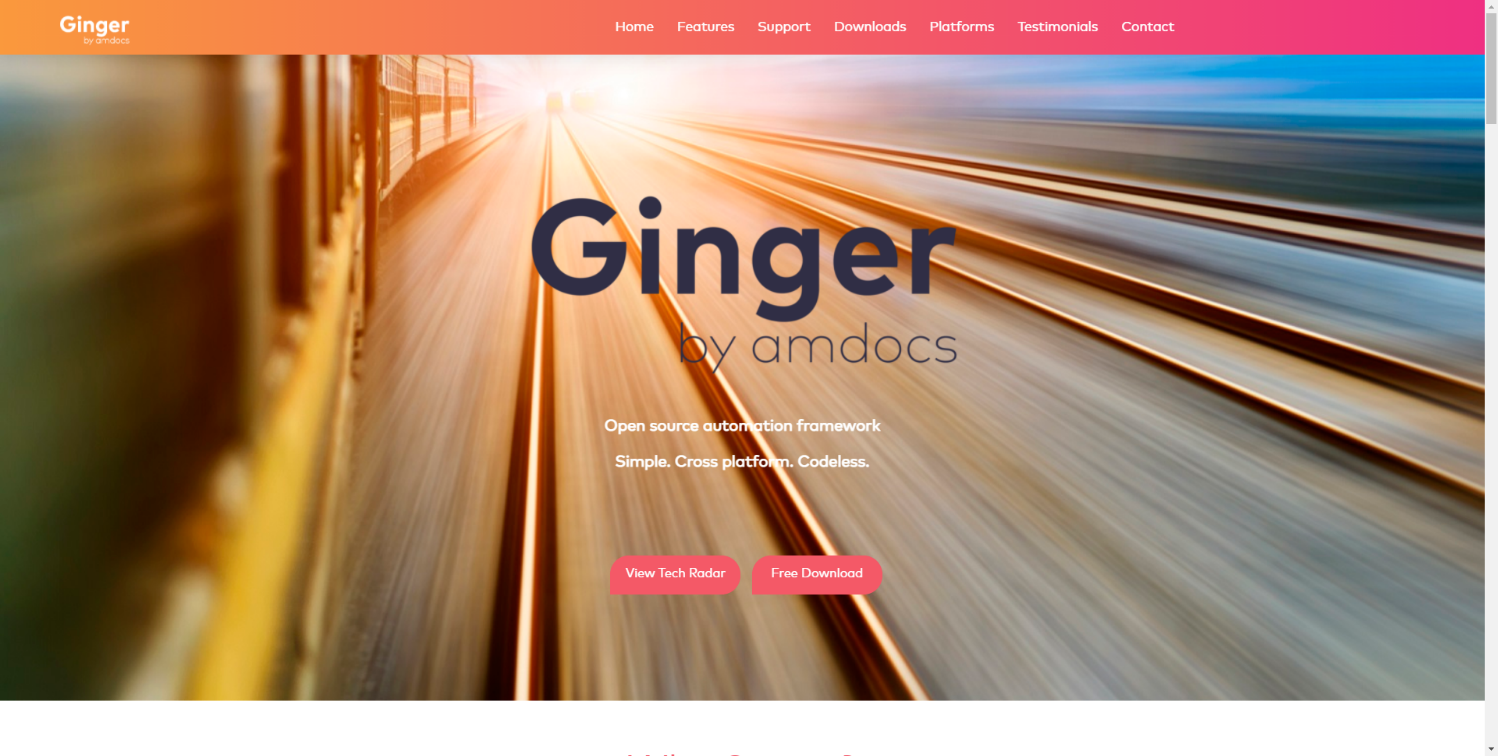 Ginger
by amdocs
Home Features Support Downloads Platforms Testimonials Contact
Ginger
by amdocs
Open source automation framework
Simple. Cross platform. Codeless.
View Tech Radar Free Download